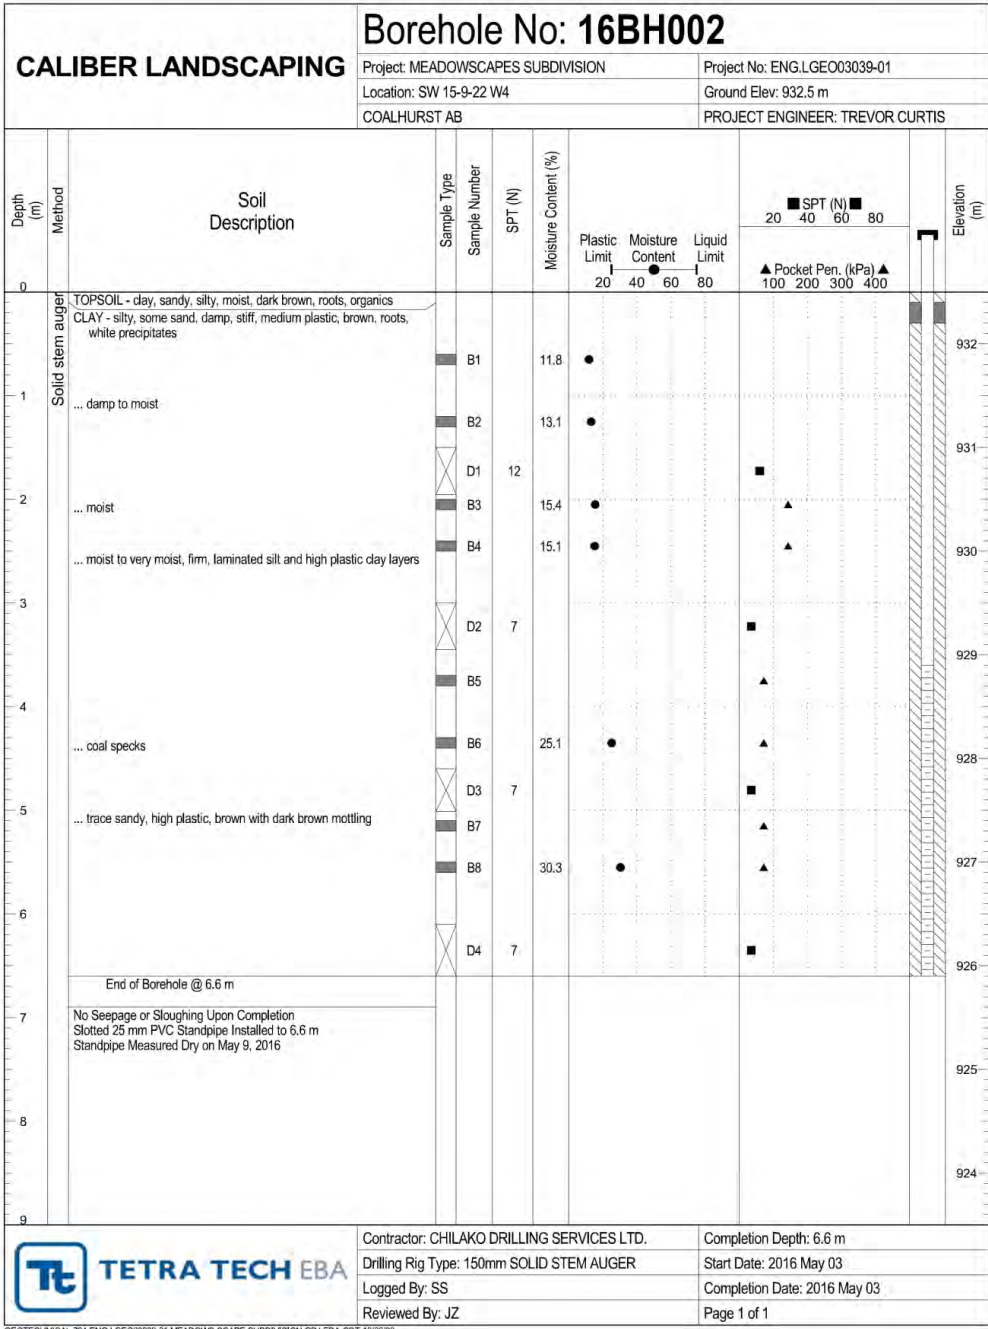 CALIBER LANDSCAPING
Borehole No: 16BH002
Project: MEADOWSCAPES SUBDIVISION
Project No: ENG.LGEO03039-01
Location: SW 15-9-22 W4
Ground Elev: 932.5 m
COALHURST AB
PROJECT ENGINEER: TREVOR CURTIS
Depth
(m)
Method
Soil
Description
Sample Type
Sample Number
SPT (N)
Moisture Content (%)
Plastic
Limit
Moisture
Content
Liquid
Limit
20 40 60 80
■ SPT (N) ■
20 40 60 80
▲ Pocket Pen. (kPa) ▲
100 200 300 400
Elevation
(m)
0
Solid stem auger
TOPSOIL - clay, sandy, silty, moist, dark brown, roots, organics
CLAY - silty, some sand, damp, stiff, medium plastic, brown, roots,
white precipitates
932
B1 11.8
1
... damp to moist
B2 13.1
931
D1 12
2
... moist
B3 15.4
B4 15.1
930
... moist to very moist, firm, laminated silt and high plastic clay layers
3
D2 7
929
B5
4
... coal specks
B6 25.1
928
D3 7
5
... trace sandy, high plastic, brown with dark brown mottling
B7
B8 30.3
927
6
D4 7
926
End of Borehole @ 6.6 m
7
No Seepage or Sloughing Upon Completion
Slotted 25 mm PVC Standpipe Installed to 6.6 m
Standpipe Measured Dry on May 9, 2016
925
8
924
9
Tt TETRA TECH EBA
Contractor: CHILAKO DRILLING SERVICES LTD.
Completion Depth: 6.6 m
Drilling Rig Type: 150mm SOLID STEM AUGER
Start Date: 2016 May 03
Logged By: SS
Completion Date: 2016 May 03
Reviewed By: JZ
Page 1 of 1